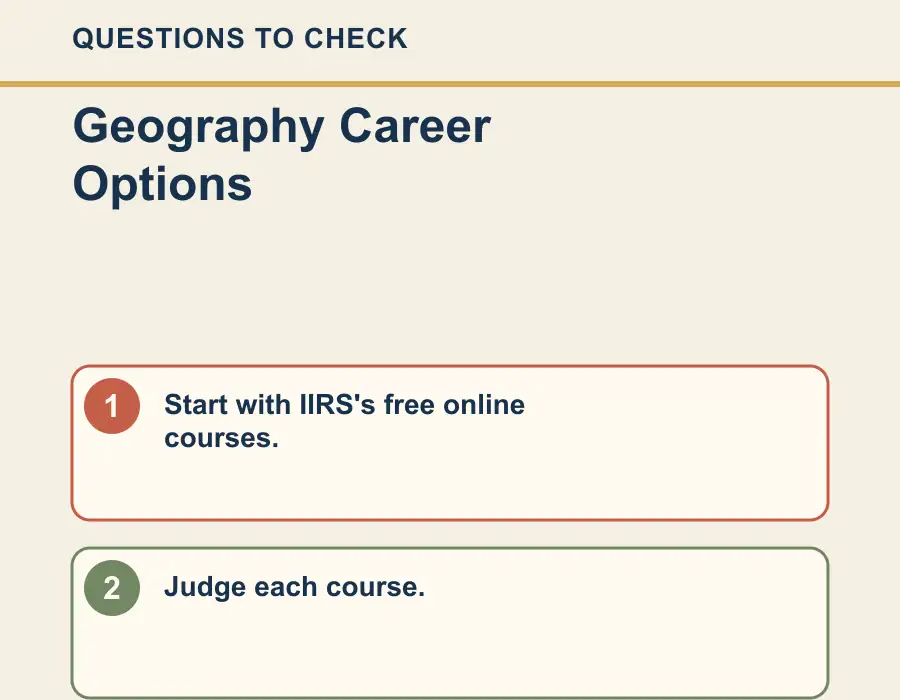 QUESTIONS TO CHECK
Geography Career
Options
1
Start with IIRS's free online
courses.
2
Judge each course.